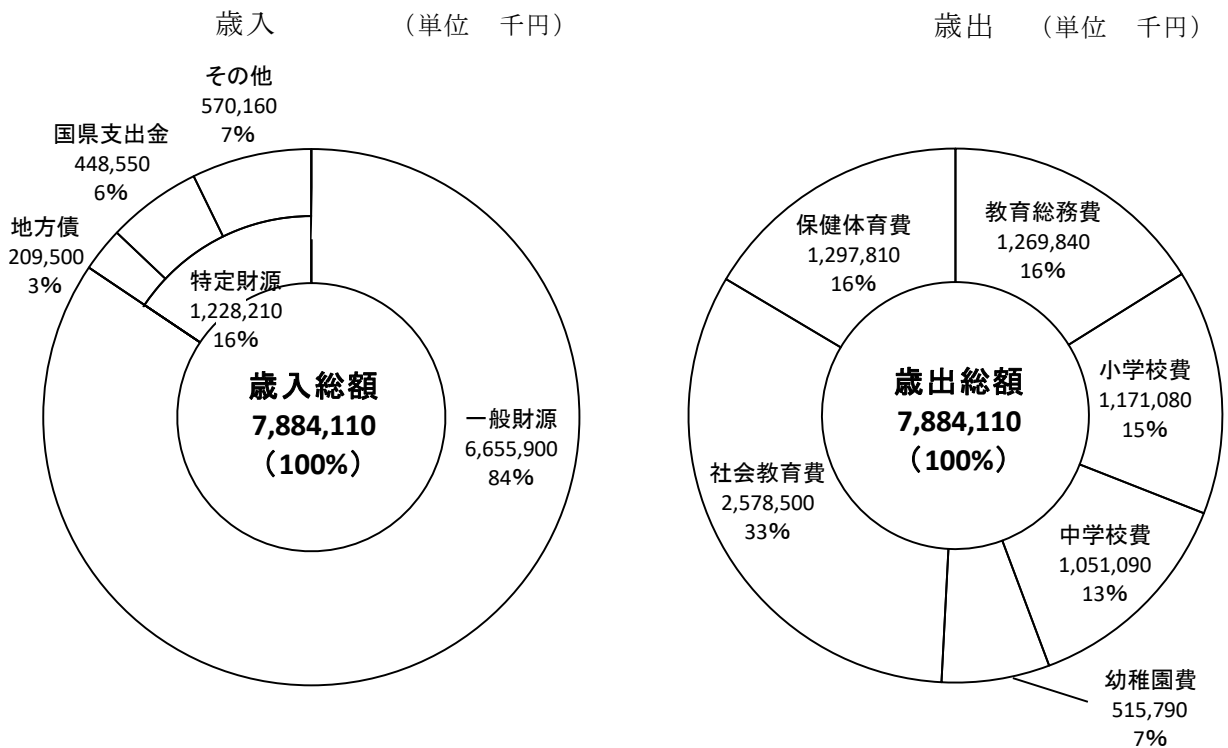 歳入 （単位　千円）
その他
570,160
7%
国県支出金
448,550
6%
地方債
209,500
3%
特定財源
1,228,210
16%
歳入総額
7,884,110
（100%）
一般財源
6,655,900
84%
歳出 （単位　千円）
保健体育費
1,297,810
16%
教育総務費
1,269,840
16%
小学校費
1,171,080
15%
歳出総額
7,884,110
（100%）
社会教育費
2,578,500
33%
中学校費
1,051,090
13%
幼稚園費
515,790
7%